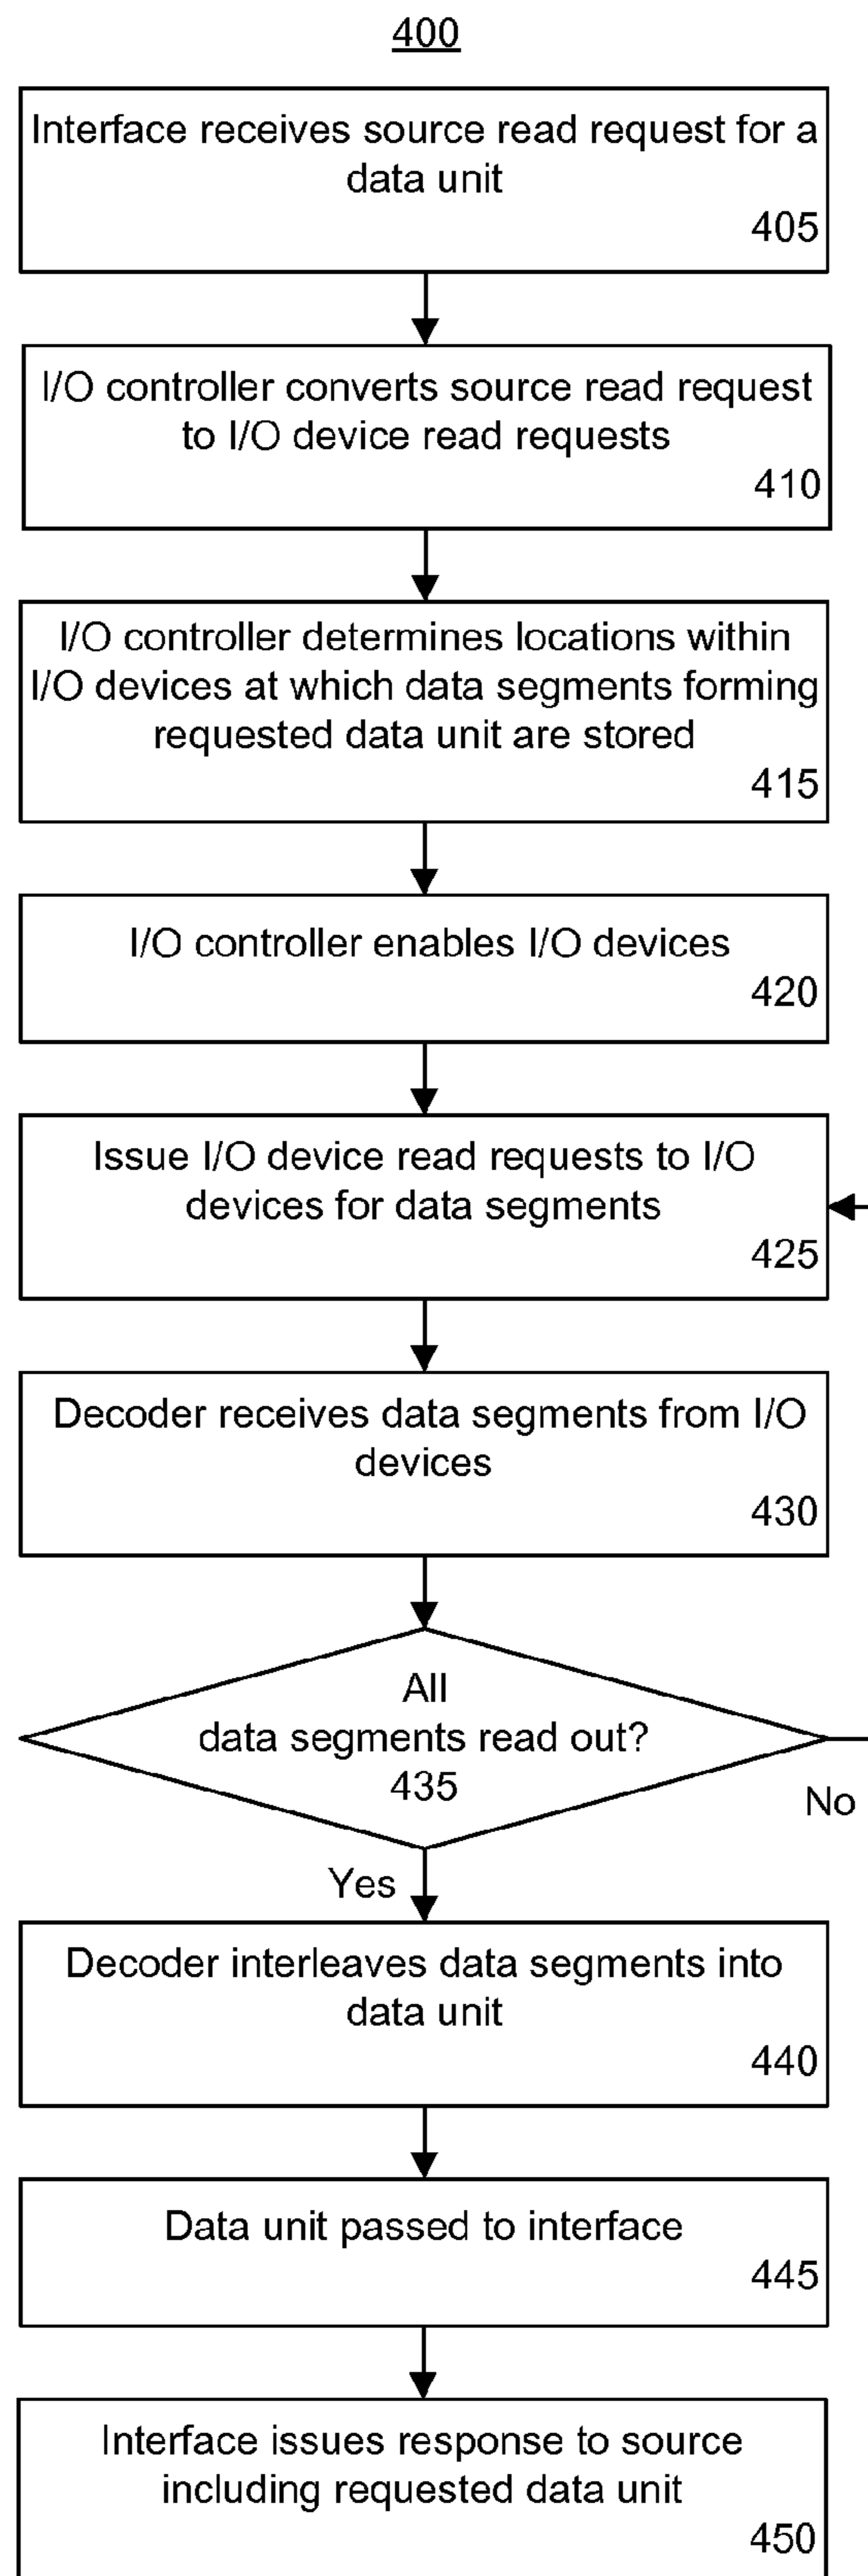 400
Interface receives source read request for a
data unit
405
I/O controller converts source read request
to I/O device read requests
410
I/O controller determines locations within
I/O devices at which data segments forming
requested data unit are stored
415
I/O controller enables I/O devices
420
Issue I/O device read requests to I/O
devices for data segments
425
Decoder receives data segments from I/O
devices
430
All
data segments read out?
435
No
Yes
Decoder interleaves data segments into
data unit
440
Data unit passed to interface
445
Interface issues response to source
including requested data unit
450